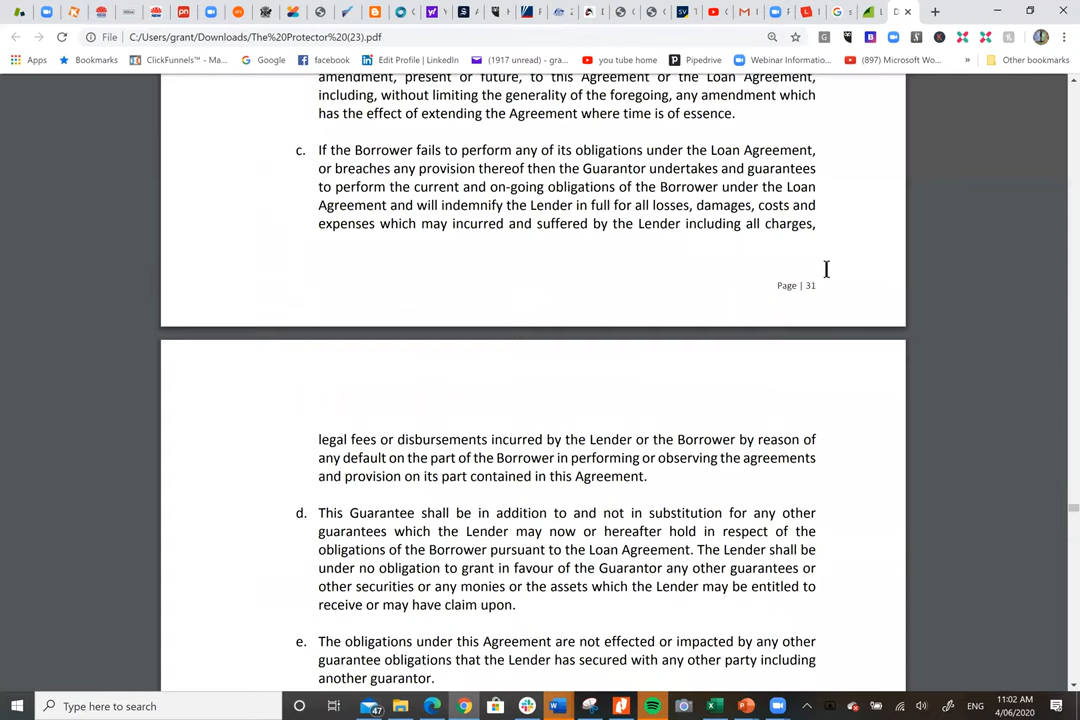 File | C:/Users/grant/Downloads/The%20Protector%20(23).pdf
Apps Bookmarks ClickFunnels™ - Ma... Google facebook Edit Profile | LinkedIn (1917 unread) - gra... you tube home Pipedrive Webinar Informatio... (897) Microsoft Wo... » Other bookmarks
amendment, present or future, to this Agreement or the Loan Agreement,
including, without limiting the generality of the foregoing, any amendment which
has the effect of extending the Agreement where time is of essence.
c. If the Borrower fails to perform any of its obligations under the Loan Agreement,
or breaches any provision thereof then the Guarantor undertakes and guarantees
to perform the current and on-going obligations of the Borrower under the Loan
Agreement and will indemnify the Lender in full for all losses, damages, costs and
expenses which may incurred and suffered by the Lender including all charges,
Page | 31
legal fees or disbursements incurred by the Lender or the Borrower by reason of
any default on the part of the Borrower in performing or observing the agreements
and provision on its part contained in this Agreement.
d. This Guarantee shall be in addition to and not in substitution for any other
guarantees which the Lender may now or hereafter hold in respect of the
obligations of the Borrower pursuant to the Loan Agreement. The Lender shall be
under no obligation to grant in favour of the Guarantor any other guarantees or
other securities or any monies or the assets which the Lender may be entitled to
receive or may have claim upon.
e. The obligations under this Agreement are not effected or impacted by any other
guarantee obligations that the Lender has secured with any other party including
another guarantor.
Type here to search
47
ENG
11:02 AM
4/06/2020